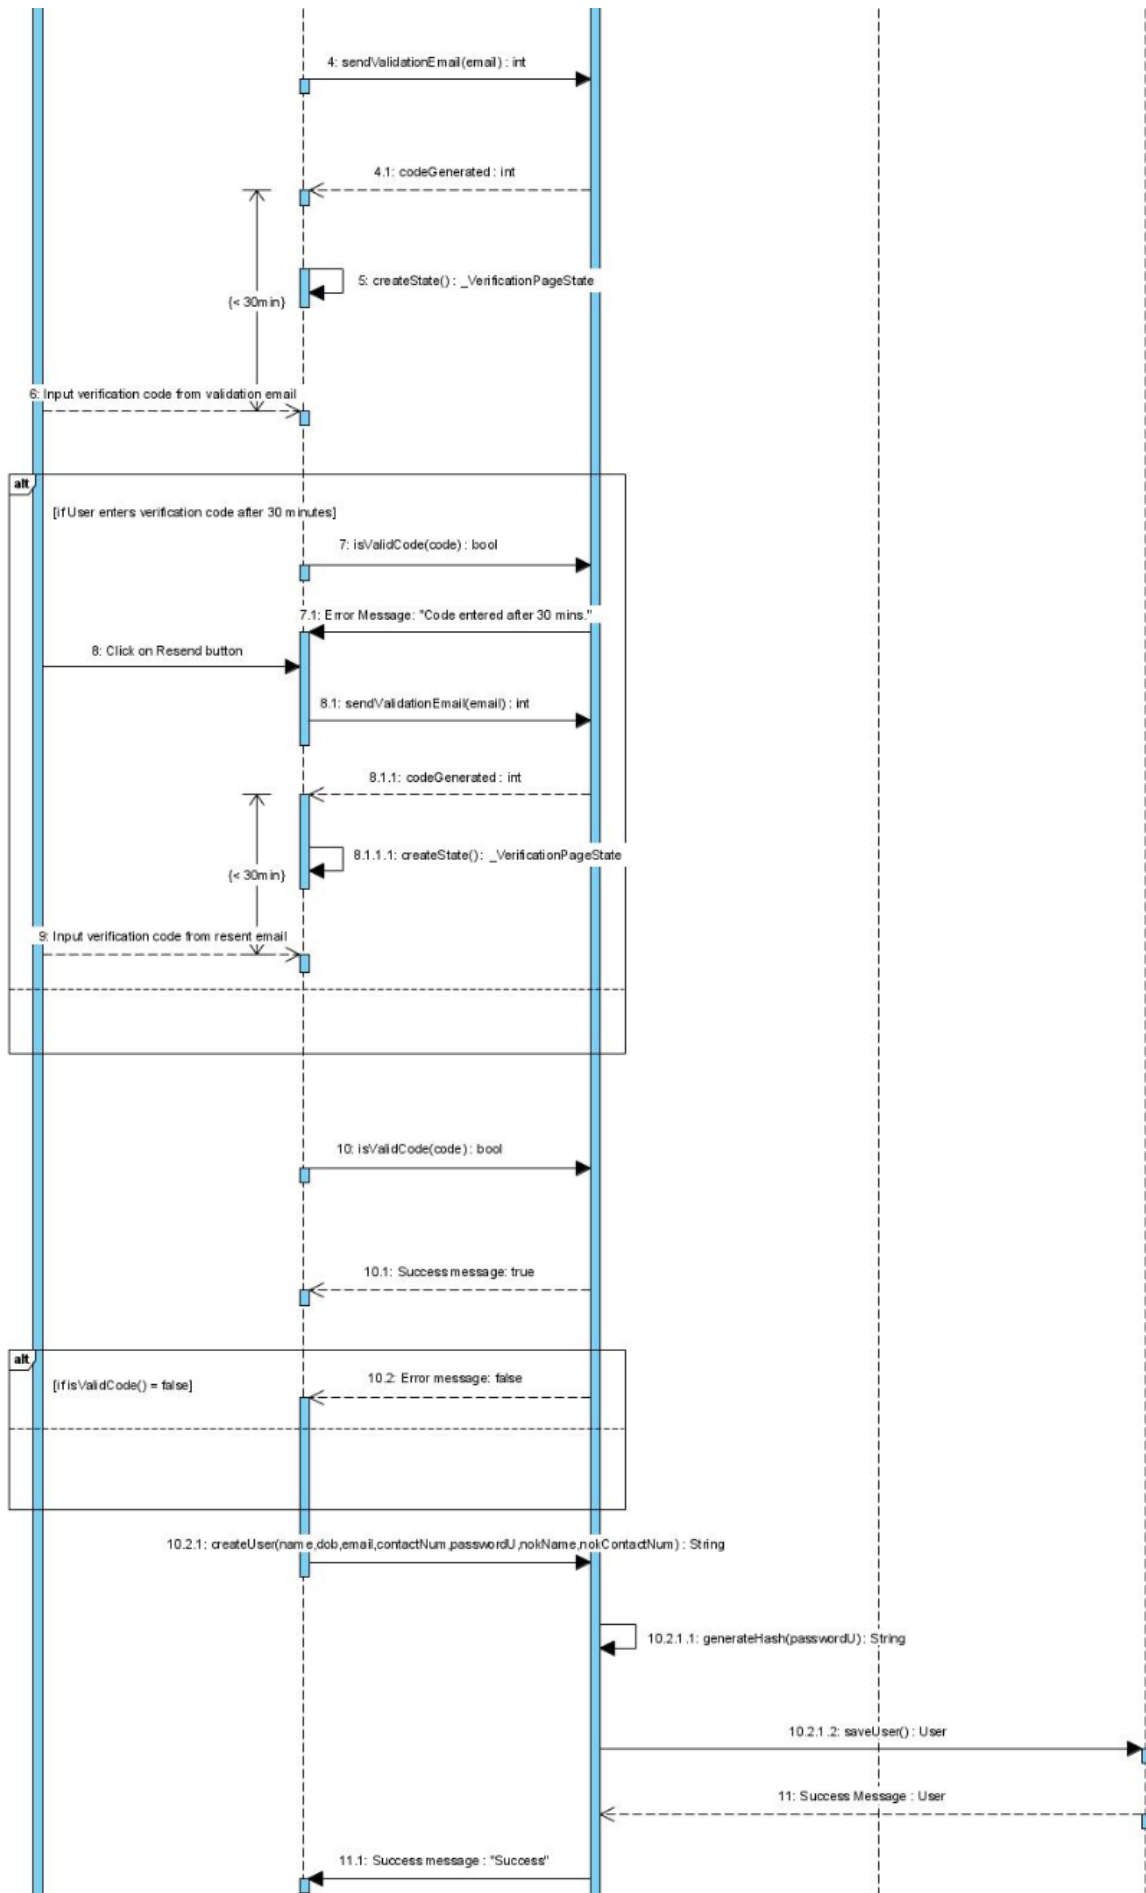 4: sendValidationEmail(email) : int
4.1: codeGenerated : int
5: createState() : _VerificationPageState
{< 30min}
6: Input verification code from validation email
alt
[if User enters verification code after 30 minutes]
7: isValidCode(code) : bool
7.1: Error Message: "Code entered after 30 mins."
8: Click on Resend button
8.1: sendValidationEmail(email) : int
8.1.1: codeGenerated : int
8.1.1.1: createState() : _VerificationPageState
{< 30min}
9: Input verification code from resent email
10: isValidCode(code) : bool
10.1: Success message: true
alt
[if isValidCode() = false]
10.2: Error message: false
10.2.1: createUser(name,dob,email,contactNum,passwordU,nokName,nokContactNum) : String
10.2.1.1: generateHash(passwordU) : String
10.2.1.2: saveUser() : User
11: Success Message : User
11.1: Success message : "Success"